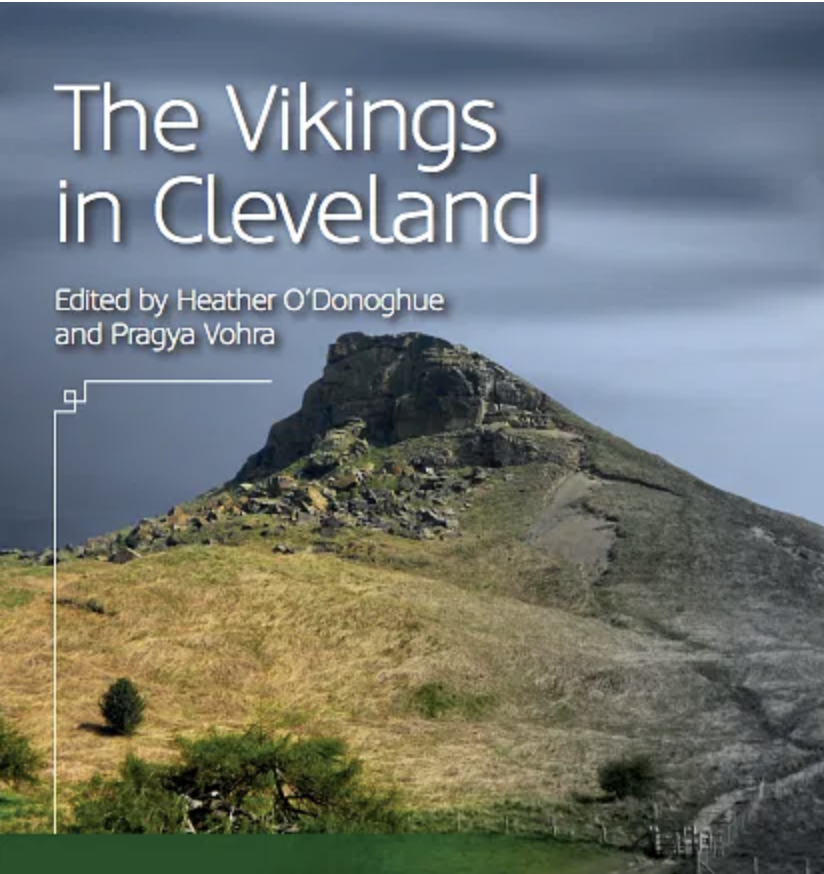 The Vikings
in Cleveland
Edited by Heather O'Donoghue
and Pragya Vohra